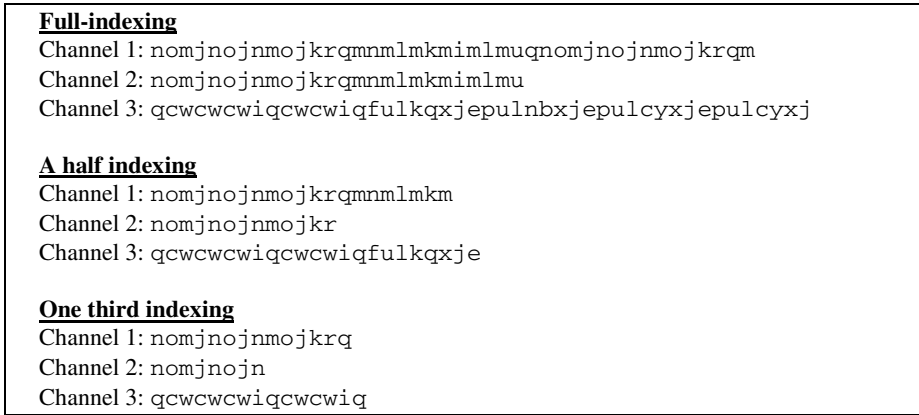 Full-indexing
Channel 1: nomjnojnmojkrqmnmlmkmimlmuqnomjnojnmojkrqm
Channel 2: nomjnojnmojkrqmnmlmkmimlmu
Channel 3: qcwcwcwiqcwcwiqfulkqxjepulnbxjepulcyxjepulcyxj
A half indexing
Channel 1: nomjnojnmojkrqmnmlmkm
Channel 2: nomjnojnmojkr
Channel 3: qcwcwcwiqcwcwiqfulkqxje
One third indexing
Channel 1: nomjnojnmojkrq
Channel 2: nomjnojn
Channel 3: qcwcwcwiqcwcwiq